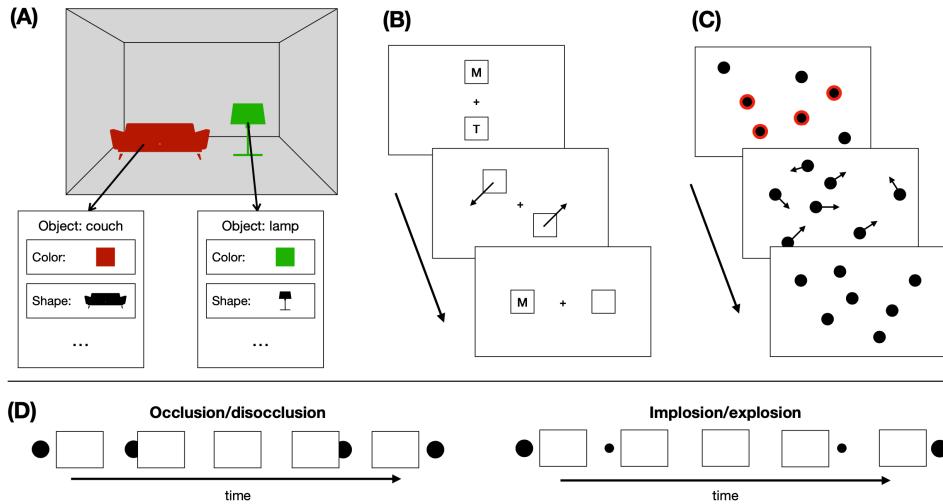 (A)
Object: couch
Color:
Shape:
...
Object: lamp
Color:
Shape:
...
(B)
M
+
T
+
M
+
(C)
(D)
Occlusion/disocclusion
time
Implosion/explosion
time